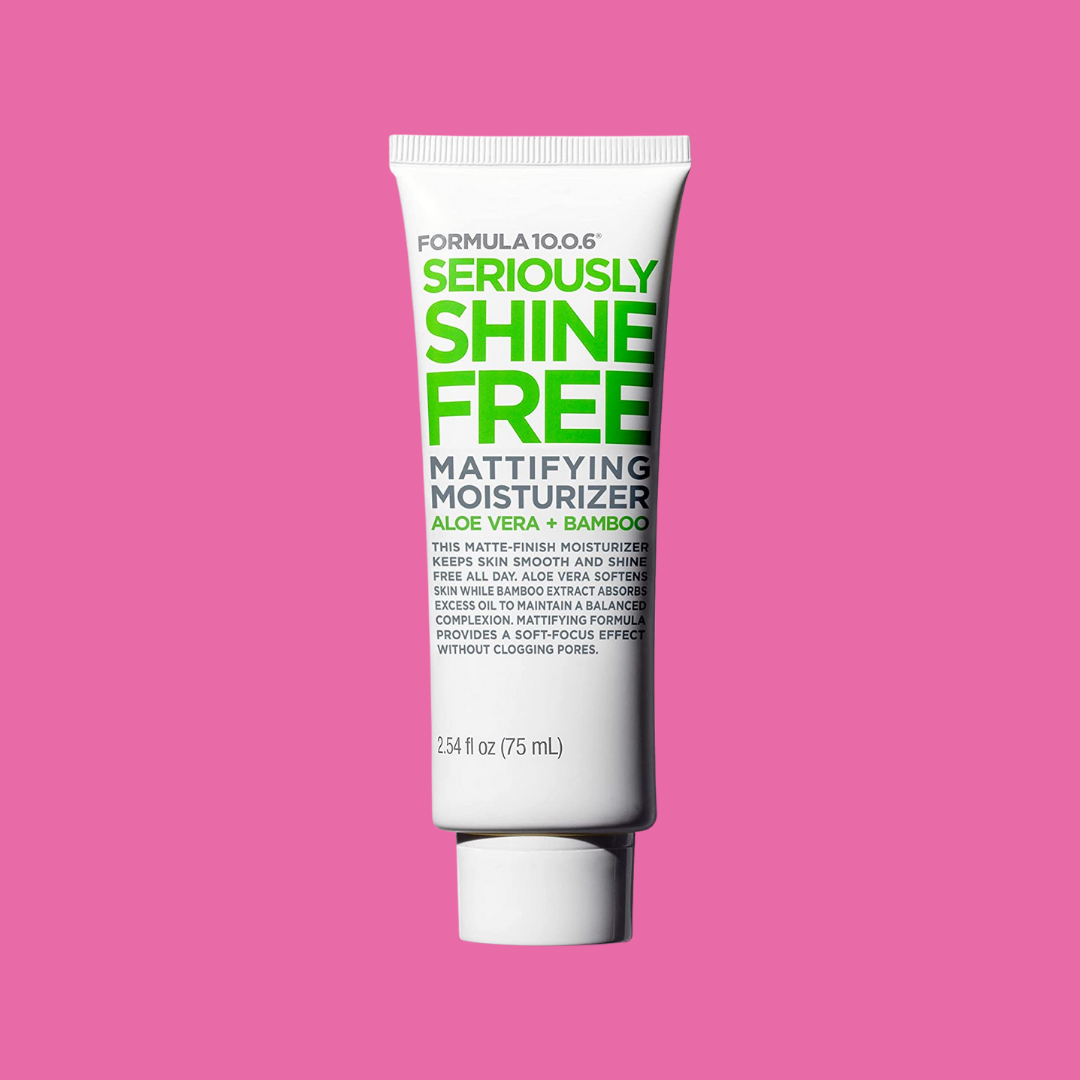 FORMULA 10.0.6®
SERIOUSLY
SHINE
FREE
MATTIFYING
MOISTURIZER
ALOE VERA + BAMBOO
THIS MATTE-FINISH MOISTURIZER
KEEPS SKIN SMOOTH AND SHINE
FREE ALL DAY. ALOE VERA SOFTENS
SKIN WHILE BAMBOO EXTRACT ABSORBS
EXCESS OIL TO MAINTAIN A BALANCED
COMPLEXION. MATTIFYING FORMULA
PROVIDES A SOFT-FOCUS EFFECT
WITHOUT CLOGGING PORES.
2.54 fl oz (75 mL)